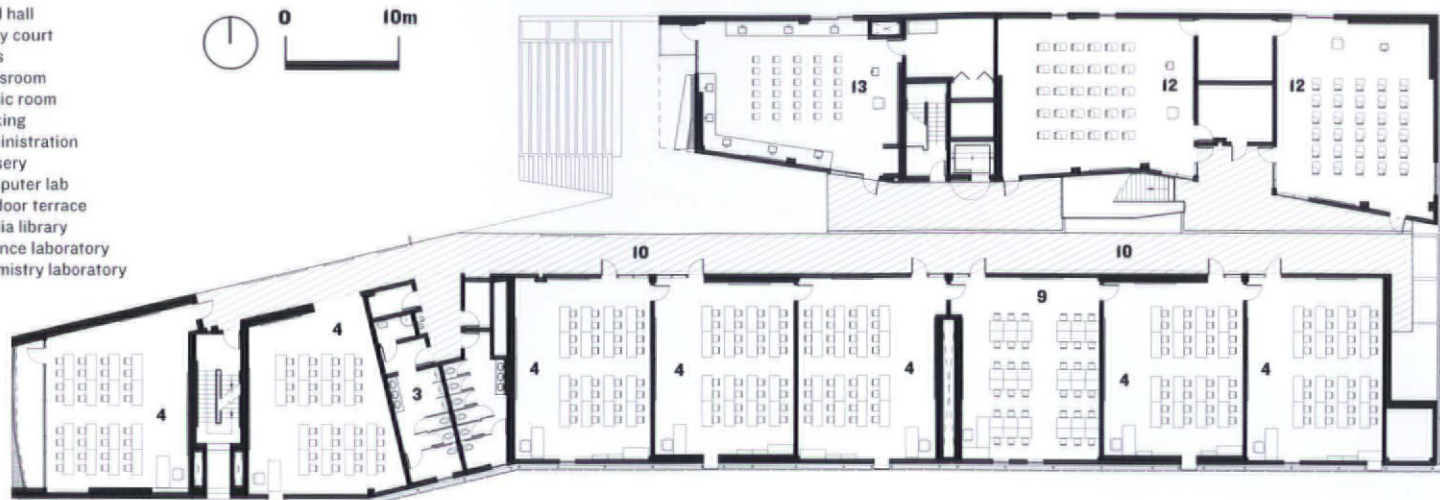 l hall
y court
s
sroom
ic room
king
inistration
sery
puter lab
door terrace
ia library
nce laboratory
mistry laboratory
0 10m
13
12
12
10
10
4
4
3
4
4
4
9
4
4